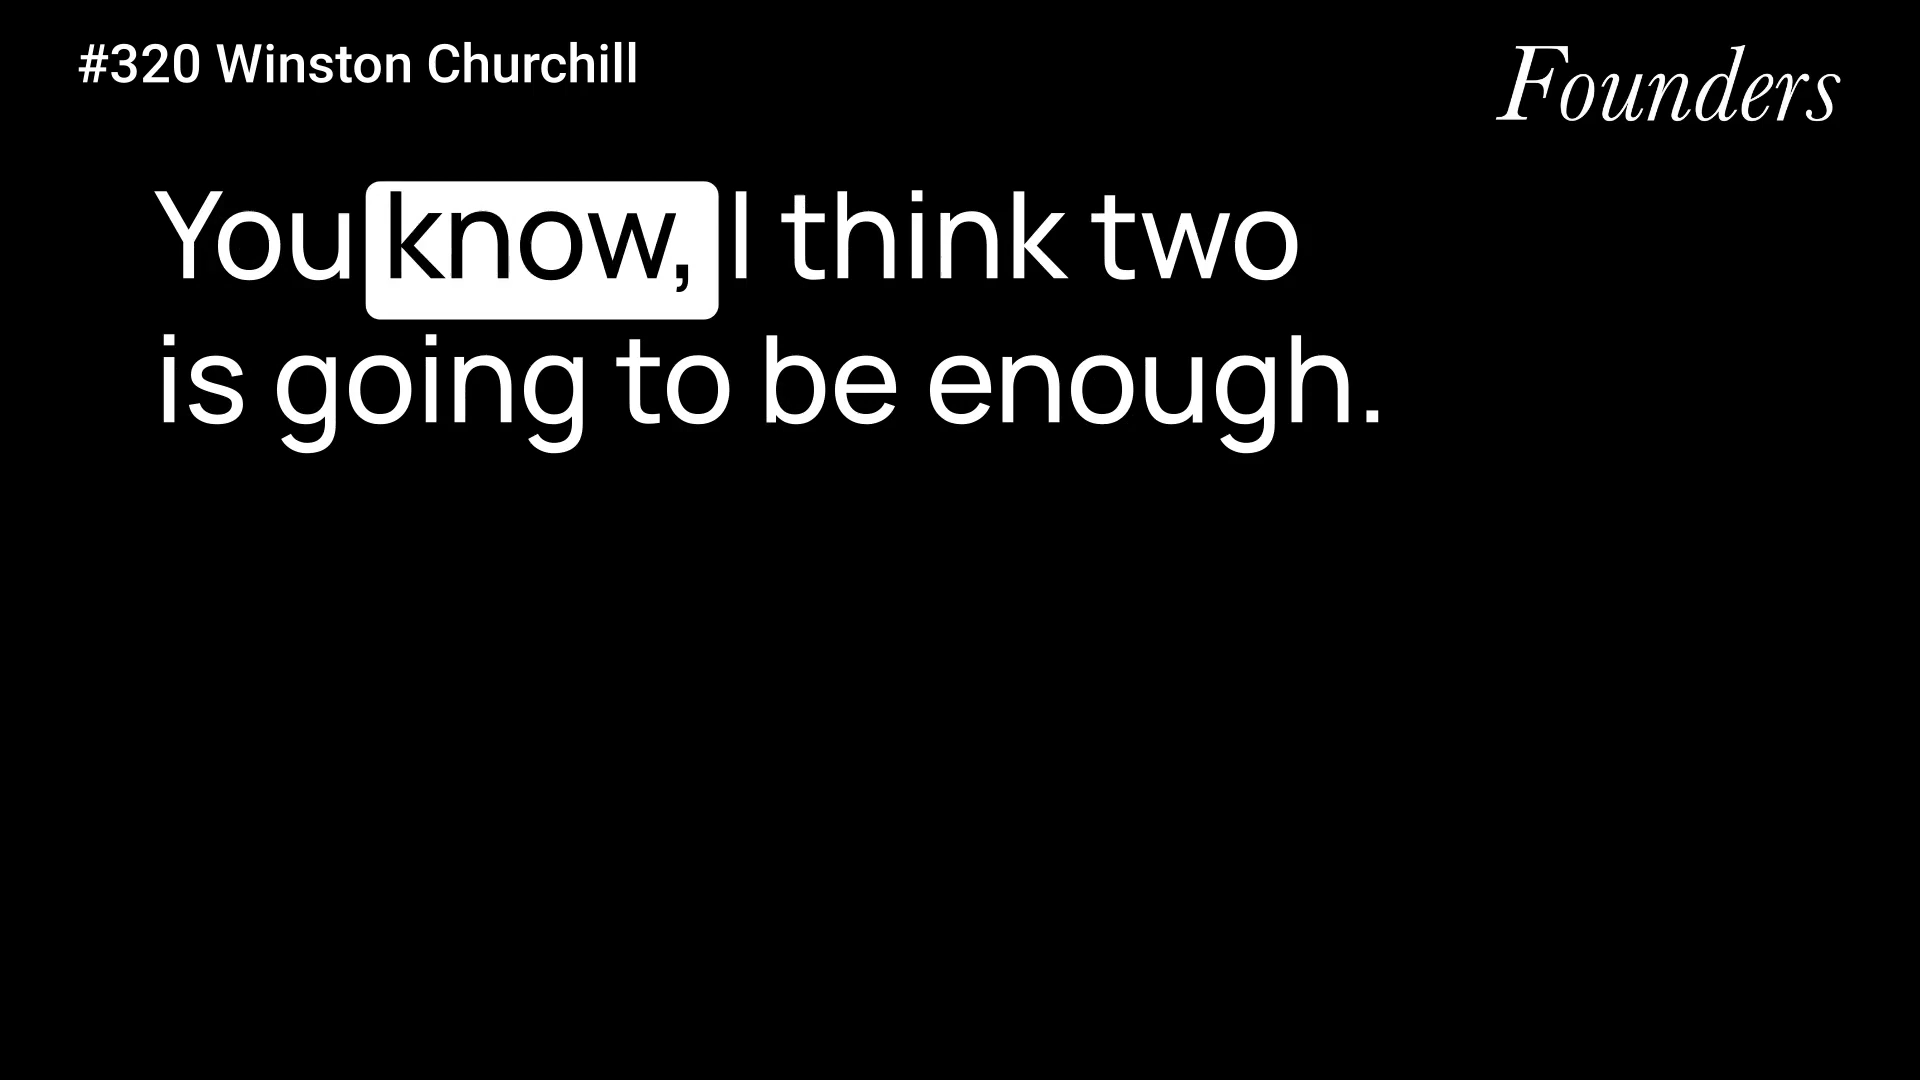 #320 Winston Churchill
Founders
You know, I think two
is going to be enough.